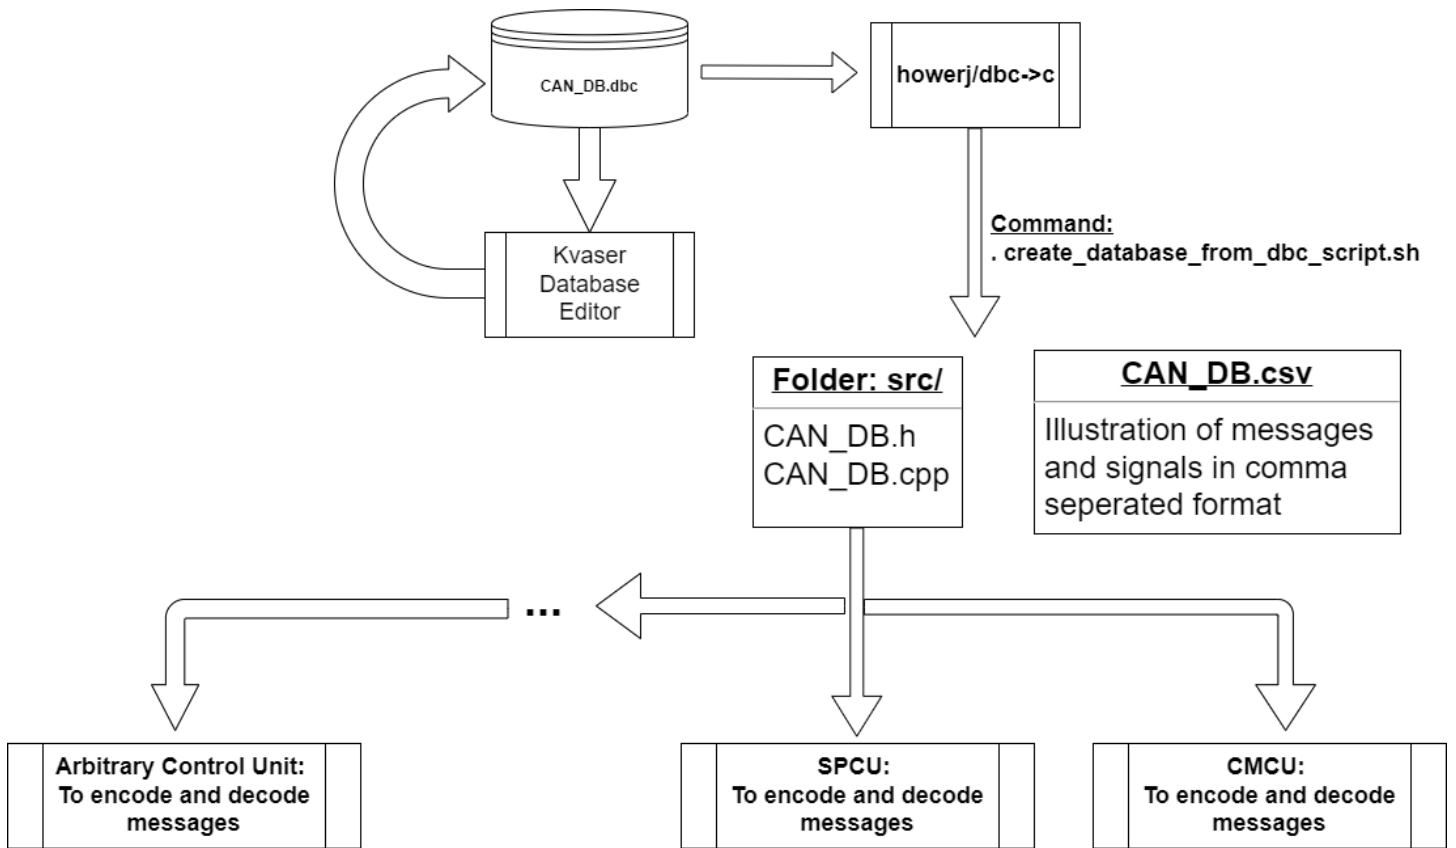 CAN_DB.dbc
howerj/dbc->c
Kvaser
Database
Editor
Command:
. create_database_from_dbc_script.sh
Folder: src/
CAN_DB.h
CAN_DB.cpp
CAN_DB.csv
Illustration of messages
and signals in comma
seperated format
...
Arbitrary Control Unit:
To encode and decode
messages
SPCU:
To encode and decode
messages
CMCU:
To encode and decode
messages